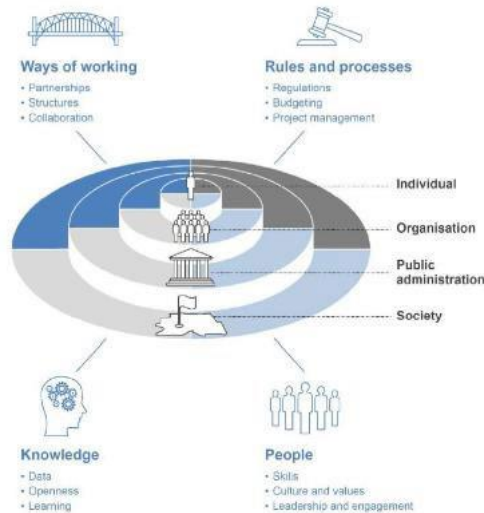 Ways of working
• Partnerships
• Structures
• Collaboration
Rules and processes
• Regulations
• Budgeting
• Project management
Individual
Organisation
Public
administration
Society
Knowledge
• Data
• Openness
• Learning
People
• Skills
• Culture and values
• Leadership and engagement